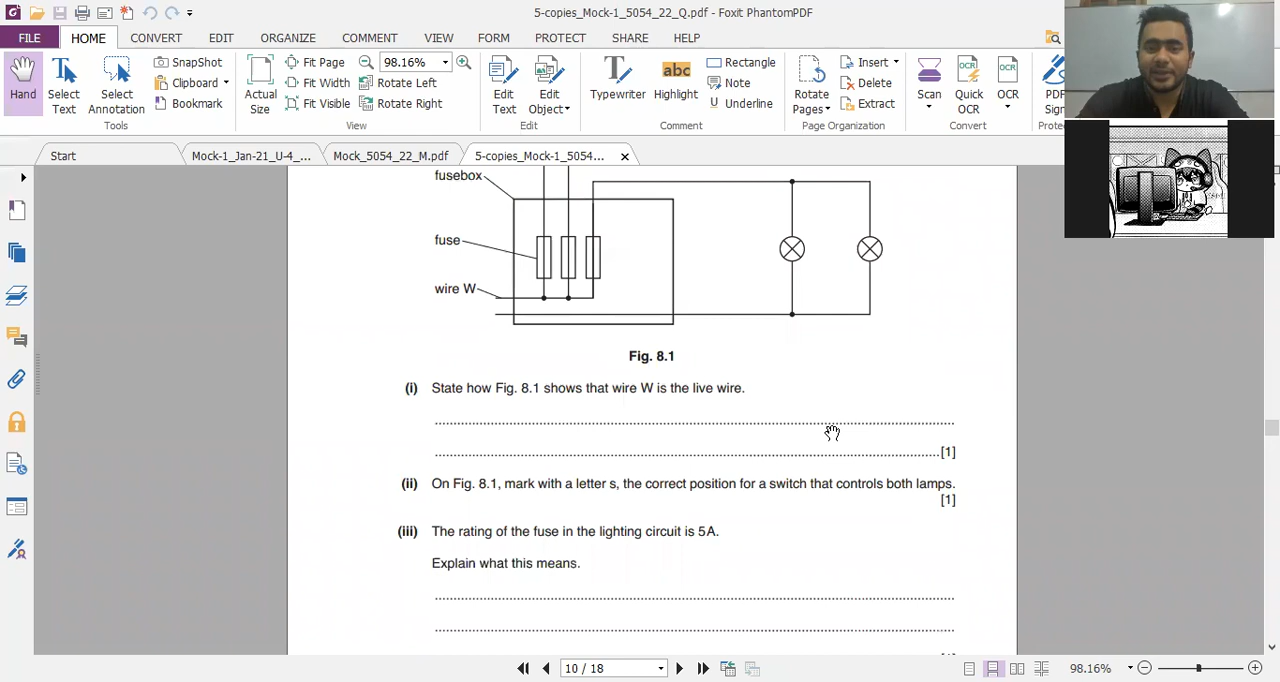 5-copies_Mock-1_5054_22_Q.pdf - Foxit PhantomPDF
FILE HOME CONVERT EDIT ORGANIZE COMMENT VIEW FORM PROTECT SHARE HELP
Hand
Select Text
Select Annotation
SnapShot
Clipboard
Bookmark
Tools
Actual Size
Fit Page
Fit Width
Fit Visible
98.16%
Rotate Left
Rotate Right
View
Edit Text
Edit Object
Edit
Typewriter
abc
Highlight
Rectangle
Note
Underline
Comment
Rotate Pages
Insert
Delete
Extract
Page Organization
Scan
OCR
Quick OCR
OCR
OCR
Convert
PDF
Sign
Prote
Start
Mock-1_Jan-21_U-4_...
Mock_5054_22_M.pdf
5-copies_Mock-1_5054...
fusebox
fuse
wire W
Fig. 8.1
(i) State how Fig. 8.1 shows that wire W is the live wire.
[1]
(ii) On Fig. 8.1, mark with a letter s, the correct position for a switch that controls both lamps.
[1]
(iii) The rating of the fuse in the lighting circuit is 5A.
Explain what this means.
10 / 18
98.16%